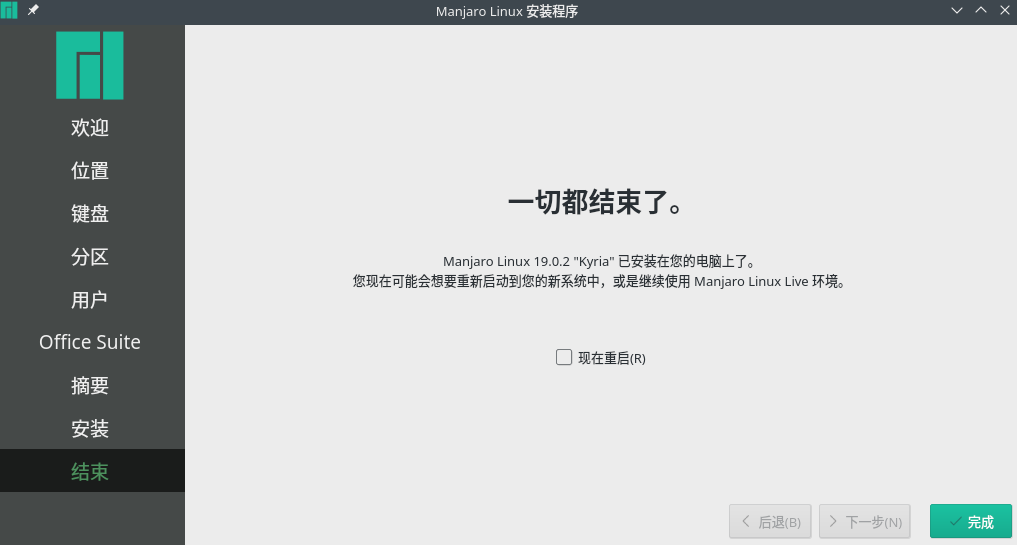 Manjaro Linux 安装程序
欢迎
位置
键盘
分区
用户
Office Suite
摘要
安装
结束
一切都结束了。
Manjaro Linux 19.0.2 "Kyria" 已安装在您的电脑上了。
您现在可能会想要重新启动到您的新系统中，或是继续使用 Manjaro Linux Live 环境。
现在重启(R)
后退(B)
下一步(N)
完成